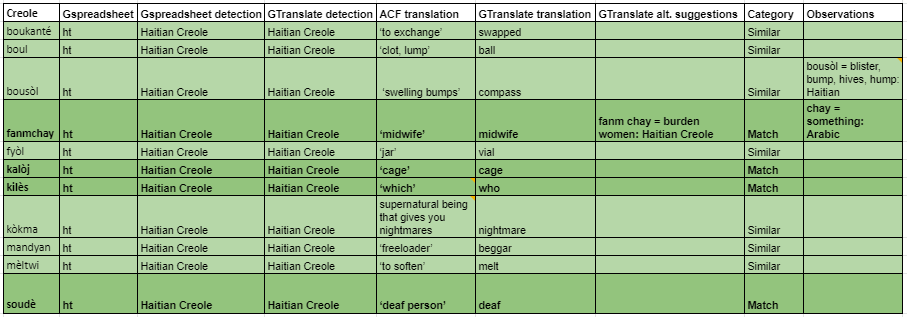 Creole Gspreadsheet Gspreadsheet detection GTranslate detection ACF translation GTranslate translation GTranslate alt. suggestions Category Observations
boukanté ht Haitian Creole Haitian Creole ‘to exchange’ swapped Similar
boul ht Haitian Creole Haitian Creole ‘clot, lump’ ball Similar
bousòl ht Haitian Creole Haitian Creole ‘swelling bumps’ compass Similar bousòl = blister,
bump, hives, hump:
Haitian
fanmchay ht Haitian Creole Haitian Creole ‘midwife’ midwife fanm chay = burden
women: Haitian Creole Match chay =
something:
Arabic
fyòl ht Haitian Creole Haitian Creole ‘jar’ vial Similar
kalòj ht Haitian Creole Haitian Creole ‘cage’ cage Match
kilès ht Haitian Creole Haitian Creole ‘which’ who Match
kòkma ht Haitian Creole Haitian Creole supernatural being
that gives you
nightmares nightmare Similar
mandyan ht Haitian Creole Haitian Creole ‘freeloader’ beggar Similar
mèltwi ht Haitian Creole Haitian Creole ‘to soften’ melt Similar
soudè ht Haitian Creole Haitian Creole ‘deaf person’ deaf Match